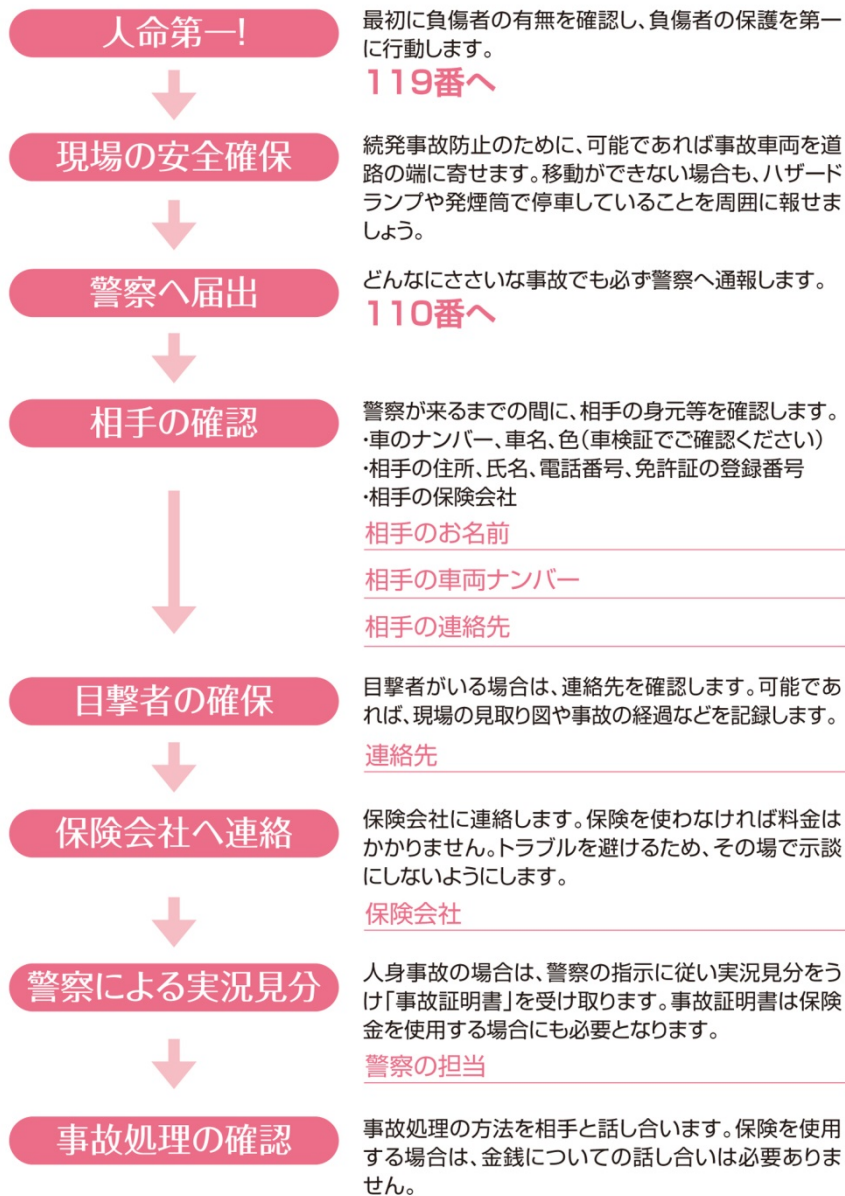 人命第一!
最初に負傷者の有無を確認し、負傷者の保護を第一
に行動します。
119番へ
現場の安全確保
続発事故防止のために、可能であれば事故車両を道
路の端に寄せます。移動ができない場合も、ハザード
ランプや発煙筒で停車していることを周囲に報せま
しょう。
警察へ届出
どんなにささいな事故でも必ず警察へ通報します。
110番へ
相手の確認
警察が来るまでの間に、相手の身元等を確認します。
・車のナンバー、車名、色（車検証でご確認ください）
・相手の住所、氏名、電話番号、免許証の登録番号
・相手の保険会社
相手のお名前
相手の車両ナンバー
相手の連絡先
目撃者の確保
目撃者がいる場合は、連絡先を確認します。可能であ
れば、現場の見取り図や事故の経過などを記録します。
連絡先
保険会社へ連絡
保険会社に連絡します。保険を使わなければ料金は
かかりません。トラブルを避けるため、その場で示談
にしないようにします。
保険会社
警察による実況見分
人身事故の場合は、警察の指示に従い実況見分をう
け「事故証明書」を受け取ります。事故証明書は保険
金を使用する場合にも必要となります。
警察の担当
事故処理の確認
事故処理の方法を相手と話し合います。保険を使用
する場合は、金銭についての話し合いは必要ありま
せん。